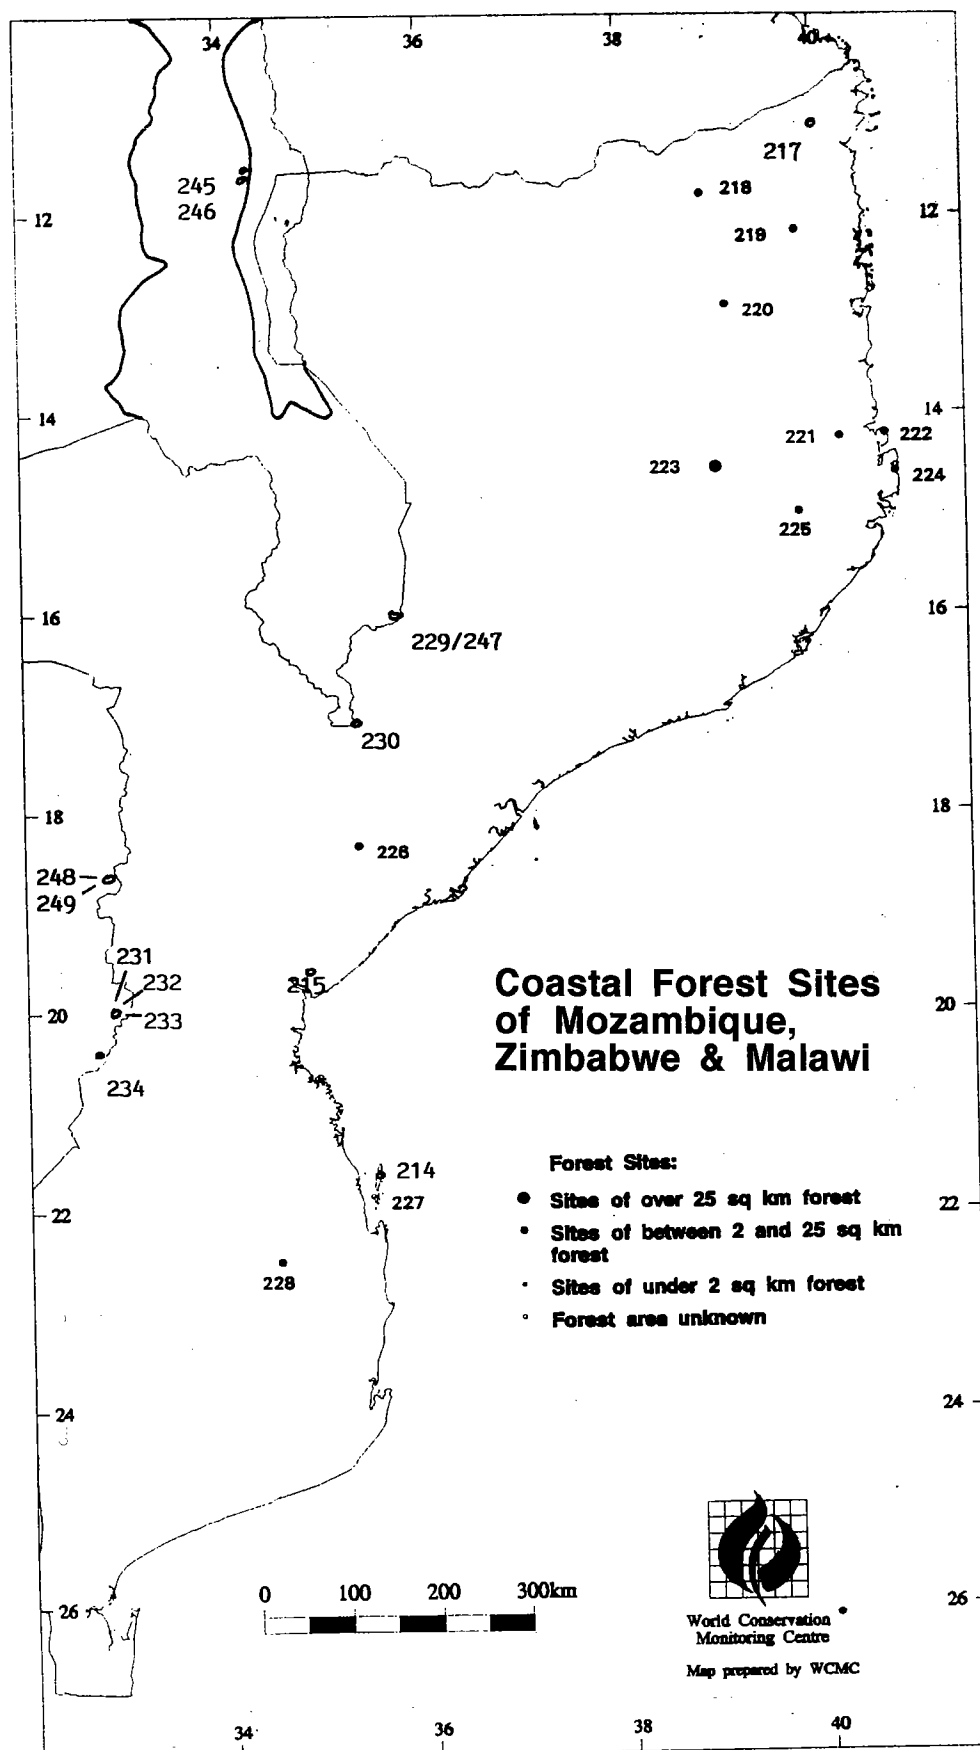 34 36 38 40
217
245 218
246 12 12
219
220
14 14
221 222
223 224
225
16 16
229/247
230
18 18
226
248
249
231
232
215
Coastal Forest Sites
of Mozambique,
Zimbabwe & Malawi
20 233 20
234
Forest Sites:
214
Sites of over 25 sq km forest
227
22 22
Sites of between 2 and 25 sq km
forest
228
Sites of under 2 sq km forest
Forest area unknown
24 24
0 100 200 300km
26 26
World Conservation
Monitoring Centre
Map prepared by WCMC
34 36 38 40